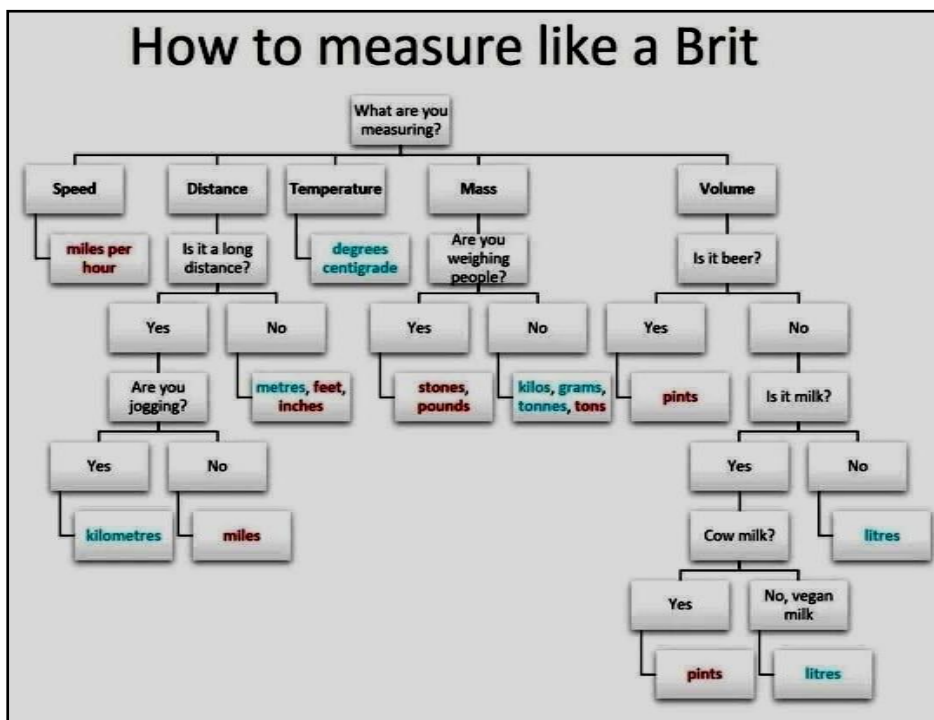 How to measure like a Brit
What are you
measuring?
Speed
Distance
Temperature
Mass
Volume
miles per
hour
Is it a long
distance?
degrees
centigrade
Are you
weighing
people?
Is it beer?
Yes
No
Yes
No
Yes
No
Are you
jogging?
metres, feet,
inches
stones,
pounds
kilos, grams,
tonnes, tons
pints
Is it milk?
Yes
No
Yes
No
kilometres
miles
Cow milk?
litres
Yes
No, vegan
milk
pints
litres